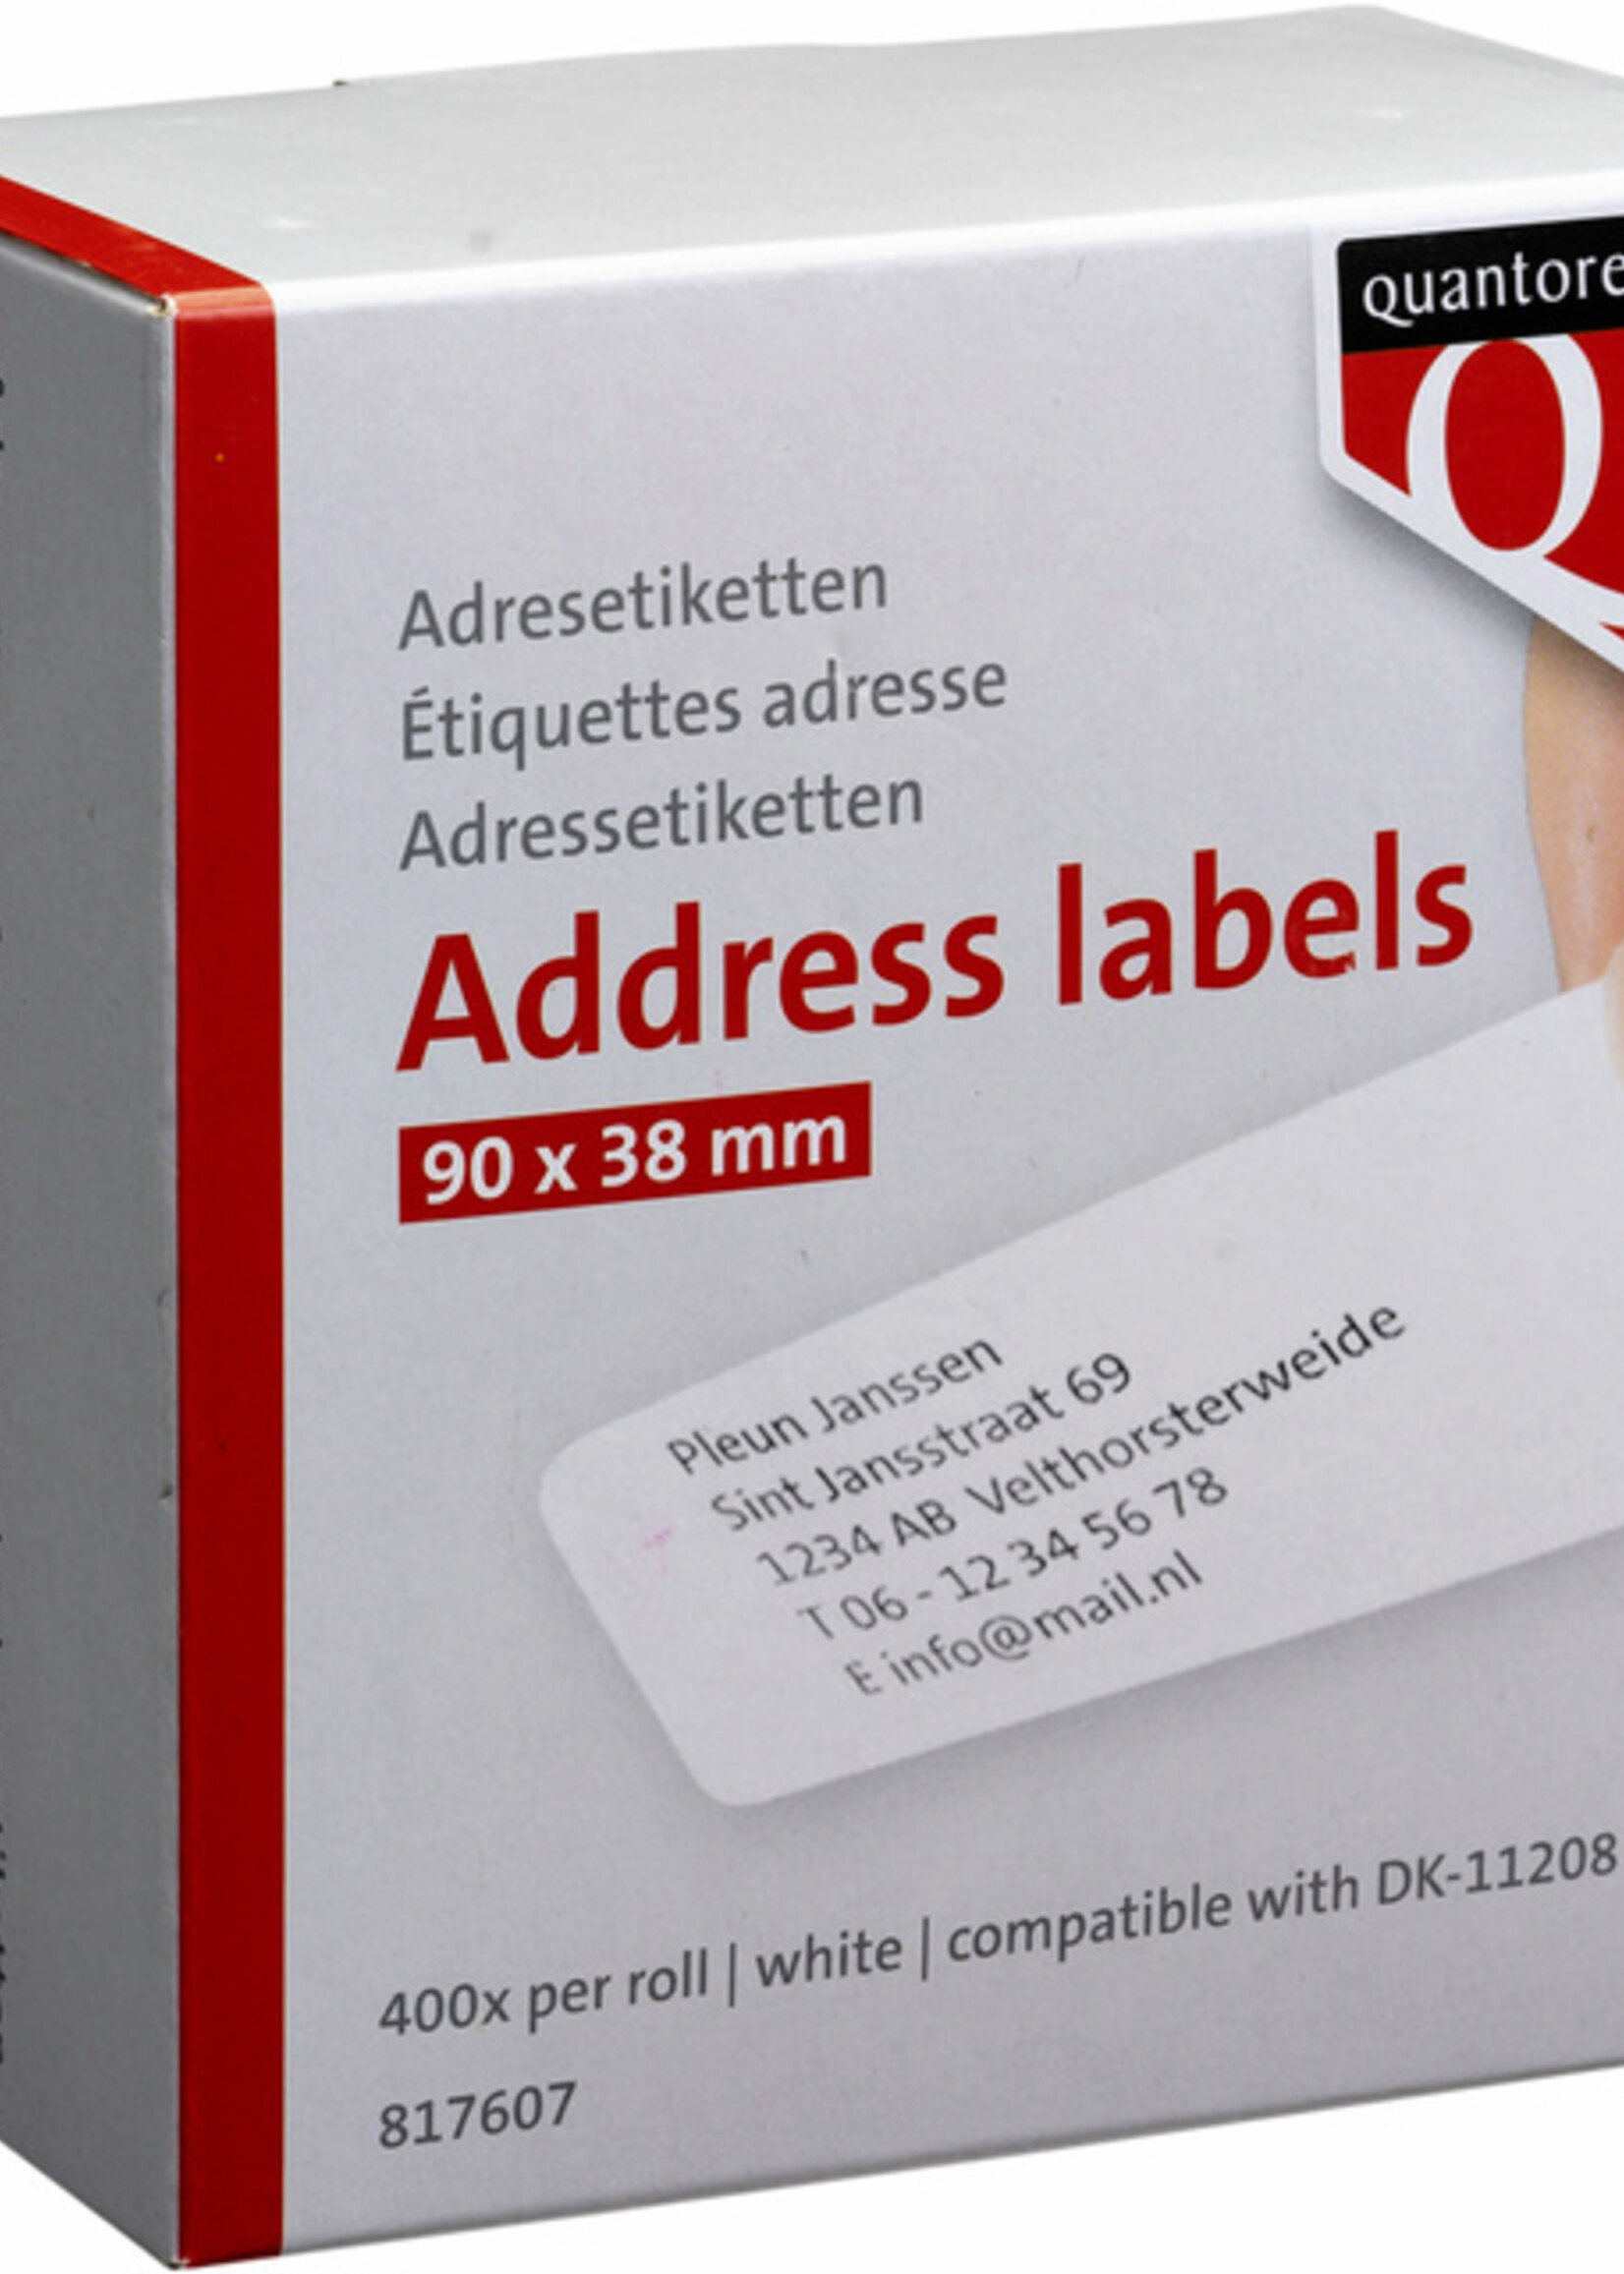 quantore
Q
Adresetiketten
Étiquettes adresse
Adressetiketten
Address labels
90 x 38 mm
Pleun Janssen
Sint Jansstraat 69
1234 AB Velthorsterweide
T 06 - 12 34 56 78
E info@mail.nl
400x per roll | white | compatible with DK-11208
817607